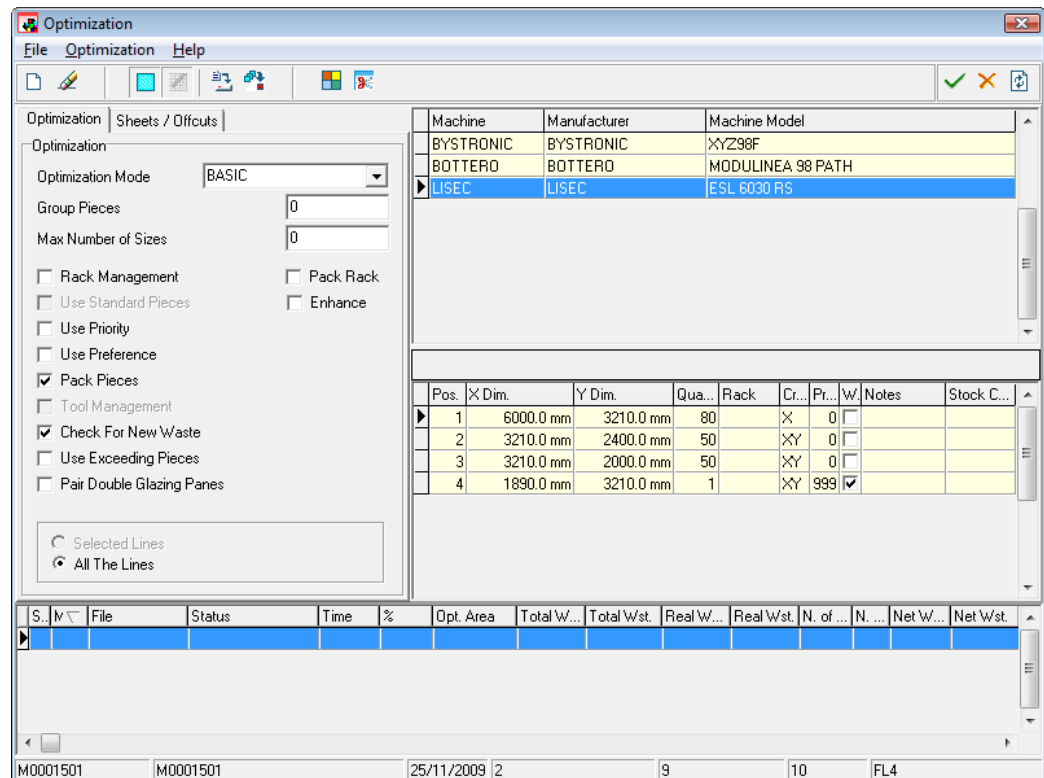 Optimization
File Optimization Help
Optimization Sheets / Offcuts
Optimization
Optimization Mode BASIC
Group Pieces 0
Max Number of Sizes 0
Rack Management Pack Rack
Use Standard Pieces Enhance
Use Priority
Use Preference
Pack Pieces
Tool Management
Check For New Waste
Use Exceeding Pieces
Pair Double Glazing Panes
Selected Lines
All The Lines
Machine Manufacturer Machine Model
BYSTRONIC BYSTRONIC XYZ98F
BOTTERO BOTTERO MODULINEA 98 PATH
LISEC LISEC ESL 6030 RS
Pos. X Dim. Y Dim. Qua... Rack Cr... Pr... W. Notes Stock C...
1 6000.0 mm 3210.0 mm 80 X 0
2 3210.0 mm 2400.0 mm 50 XY 0
3 3210.0 mm 2000.0 mm 50 XY 0
4 1890.0 mm 3210.0 mm 1 XY 999
S.. File Status Time % Opt. Area Total W... Total Wst. Real W... Real Wst. N. of ... N. ... Net W... Net Wst.
M0001501 M0001501 25/11/2009 2 9 10 FL4